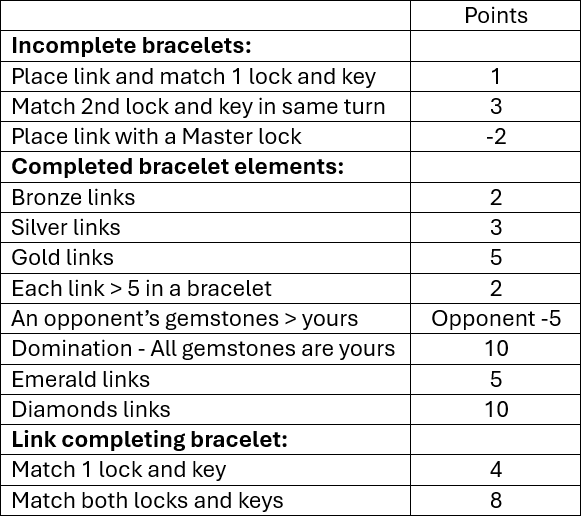 Points
Incomplete bracelets:
Place link and match 1 lock and key 1
Match 2nd lock and key in same turn 3
Place link with a Master lock -2
Completed bracelet elements:
Bronze links 2
Silver links 3
Gold links 5
Each link > 5 in a bracelet 2
An opponent’s gemstones > yours Opponent -5
Domination - All gemstones are yours 10
Emerald links 5
Diamonds links 10
Link completing bracelet:
Match 1 lock and key 4
Match both locks and keys 8